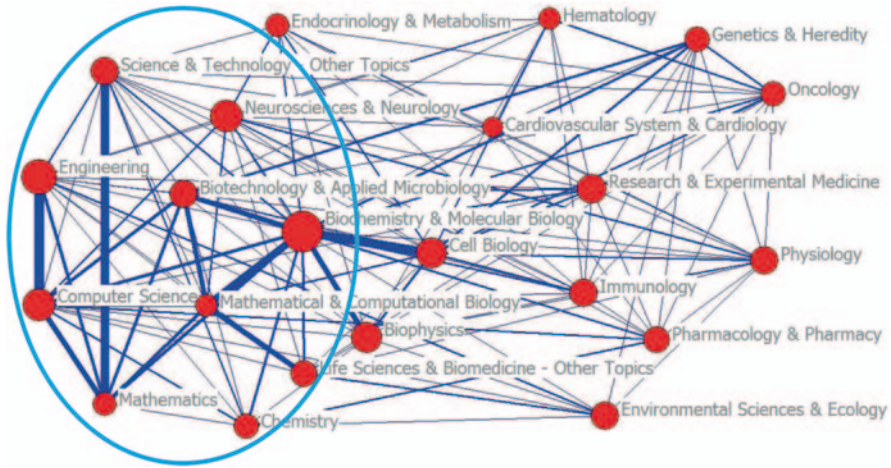 Endocrinology & Metabolism
Hematology
Genetics & Heredity
Science & Technology - Other Topics
Oncology
Neurosciences & Neurology
Cardiovascular System & Cardiology
Engineering
Biotechnology & Applied Microbiology
Research & Experimental Medicine
Biochemistry & Molecular Biology
Cell Biology
Physiology
Computer Science
Mathematical & Computational Biology
Immunology
Biophysics
Pharmacology & Pharmacy
Life Sciences & Biomedicine - Other Topics
Mathematics
Chemistry
Environmental Sciences & Ecology